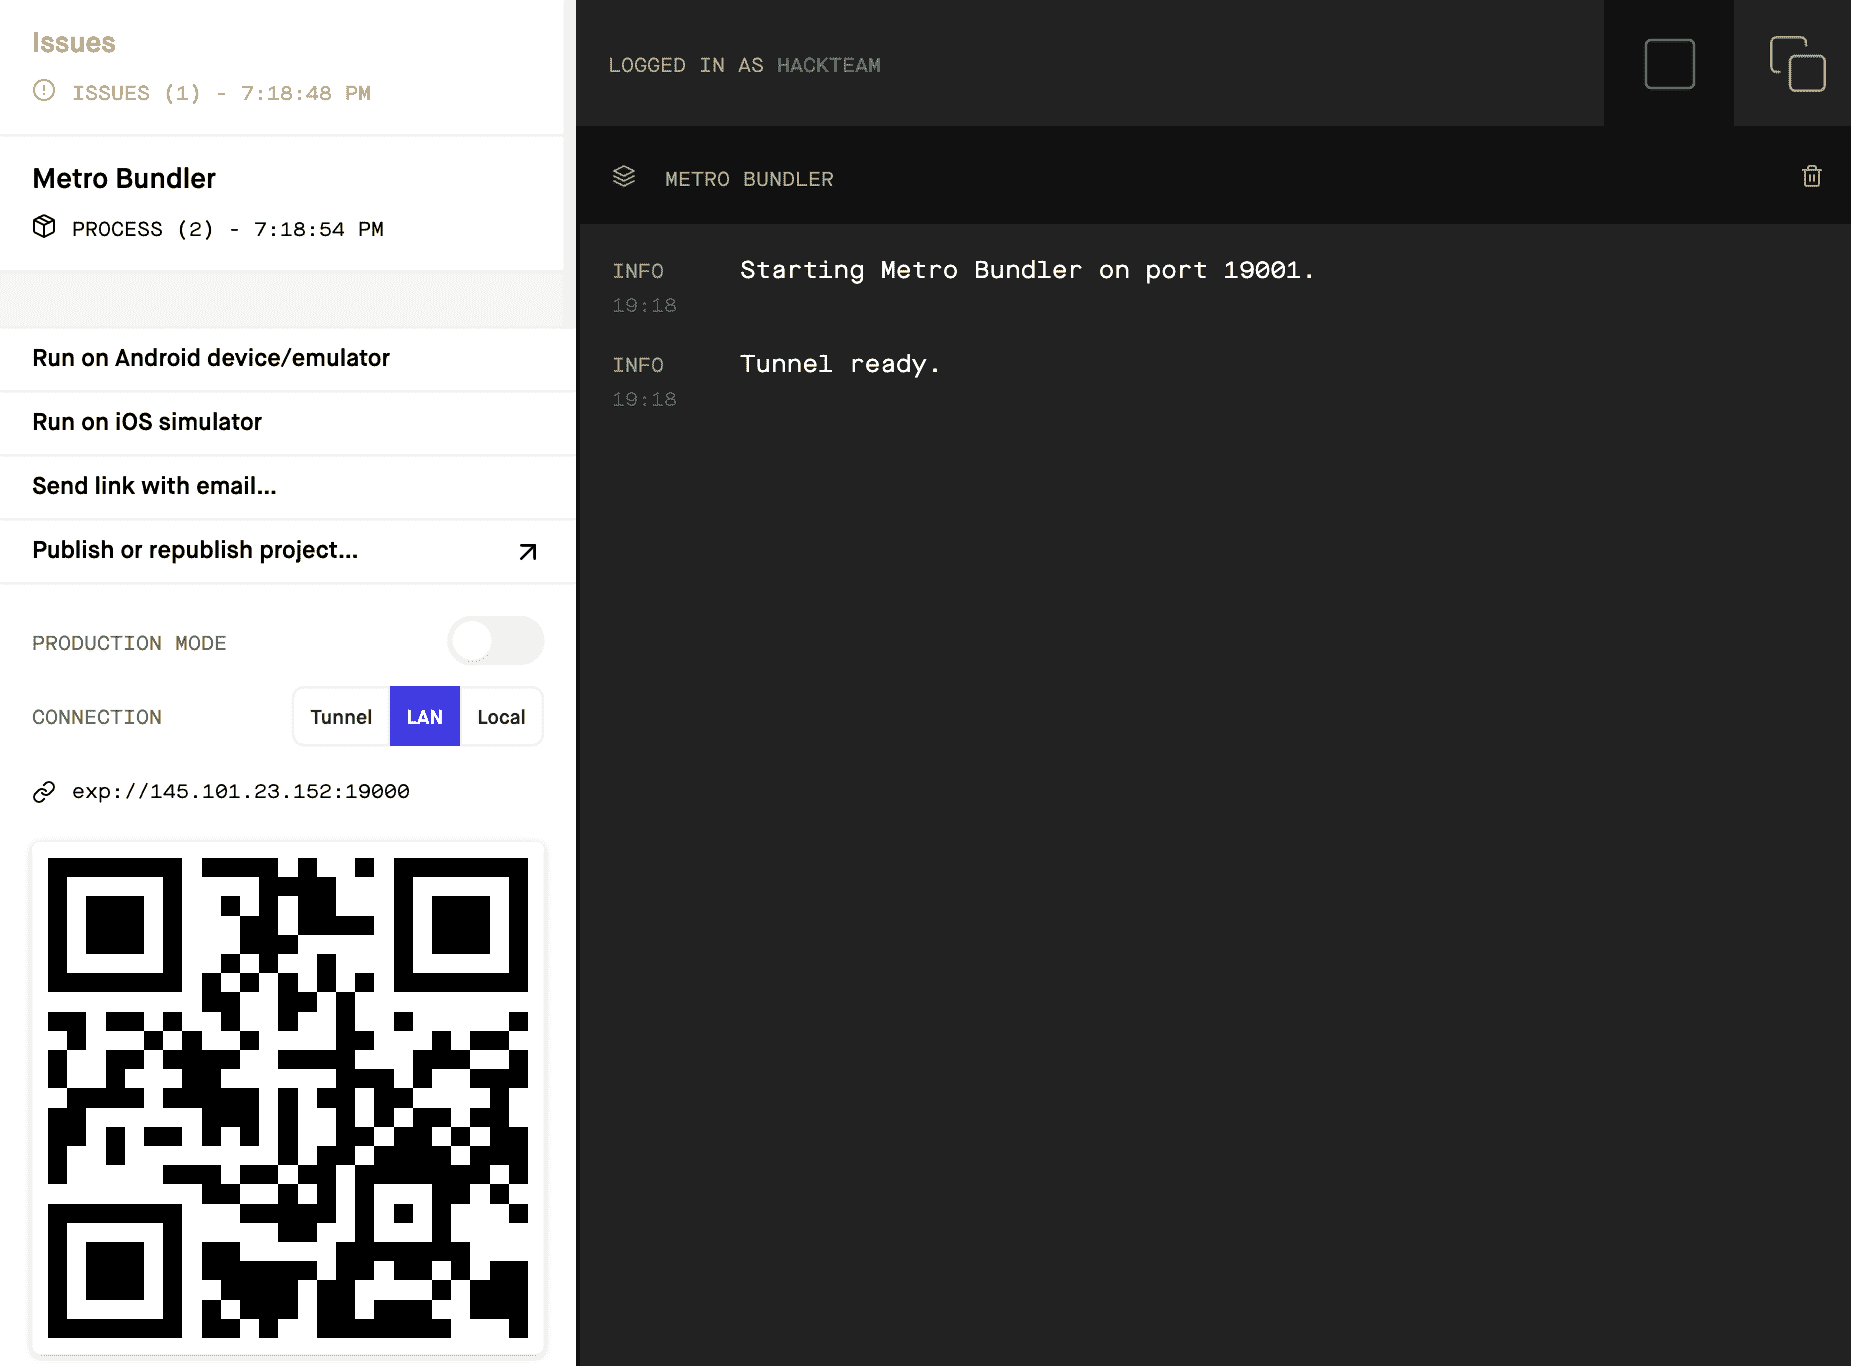 Issues
ISSUES (1) - 7:18:48 PM
Metro Bundler
PROCESS (2) - 7:18:54 PM
Run on Android device/emulator
Run on iOS simulator
Send link with email...
Publish or republish project...
PRODUCTION MODE
CONNECTION Tunnel LAN Local
exp://145.101.23.152:19000
LOGGED IN AS HACKTEAM
METRO BUNDLER
INFO Starting Metro Bundler on port 19001.
19:18
INFO Tunnel ready.
19:18